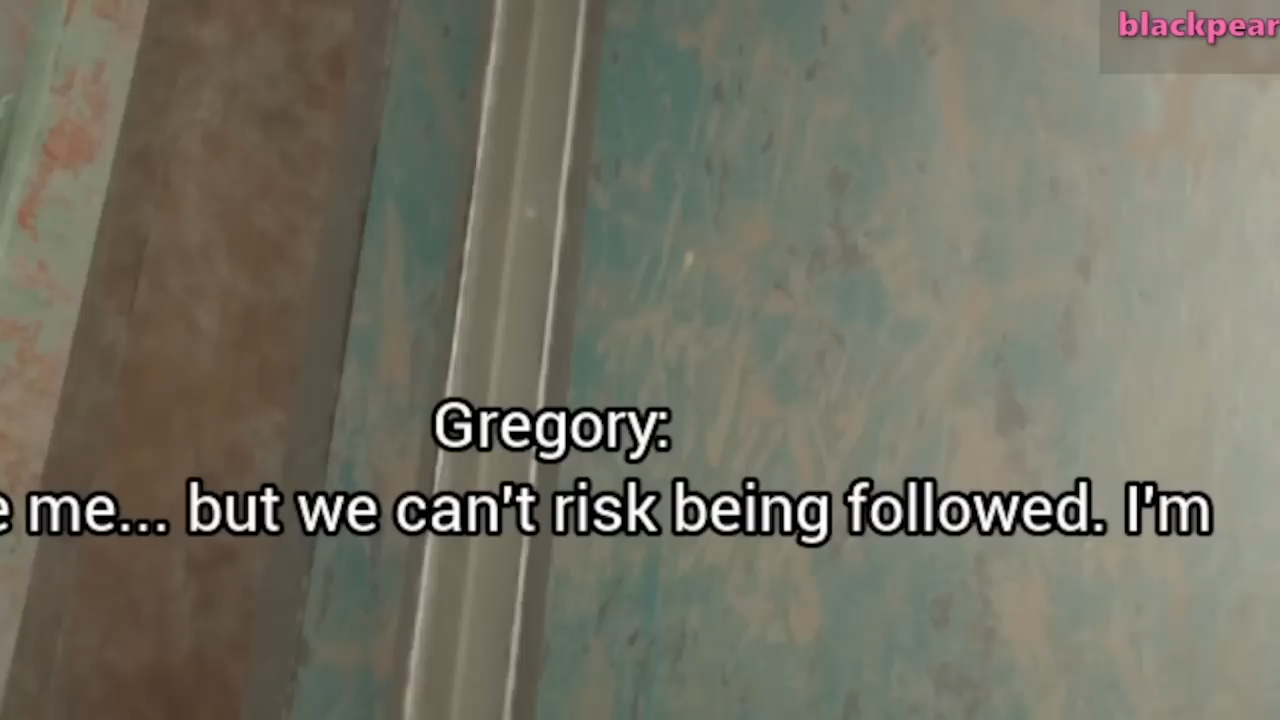 blackpear
Gregory:
me... but we can't risk being followed. I'm